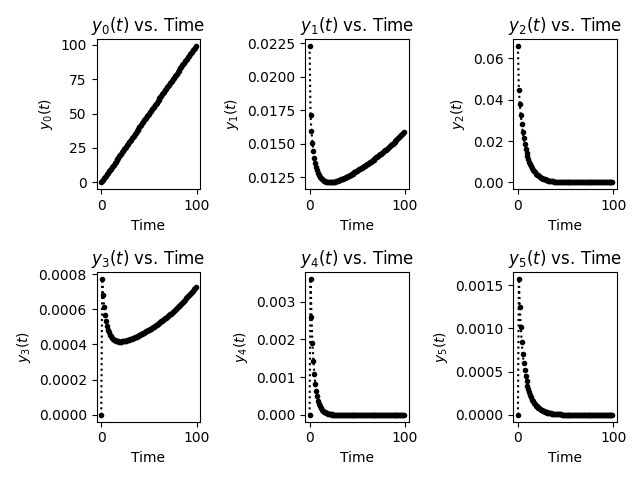 y₀(t) vs. Time
y₀(t)
100
75
50
25
0
0
100
Time
y₁(t) vs. Time
y₁(t)
0.0225
0.0200
0.0175
0.0150
0.0125
0
100
Time
y₂(t) vs. Time
y₂(t)
0.06
0.04
0.02
0.00
0
100
Time
y₃(t) vs. Time
y₃(t)
0.0008
0.0006
0.0004
0.0002
0.0000
0
100
Time
y₄(t) vs. Time
y₄(t)
0.003
0.002
0.001
0.000
0
100
Time
y₅(t) vs. Time
y₅(t)
0.0015
0.0010
0.0005
0.0000
0
100
Time